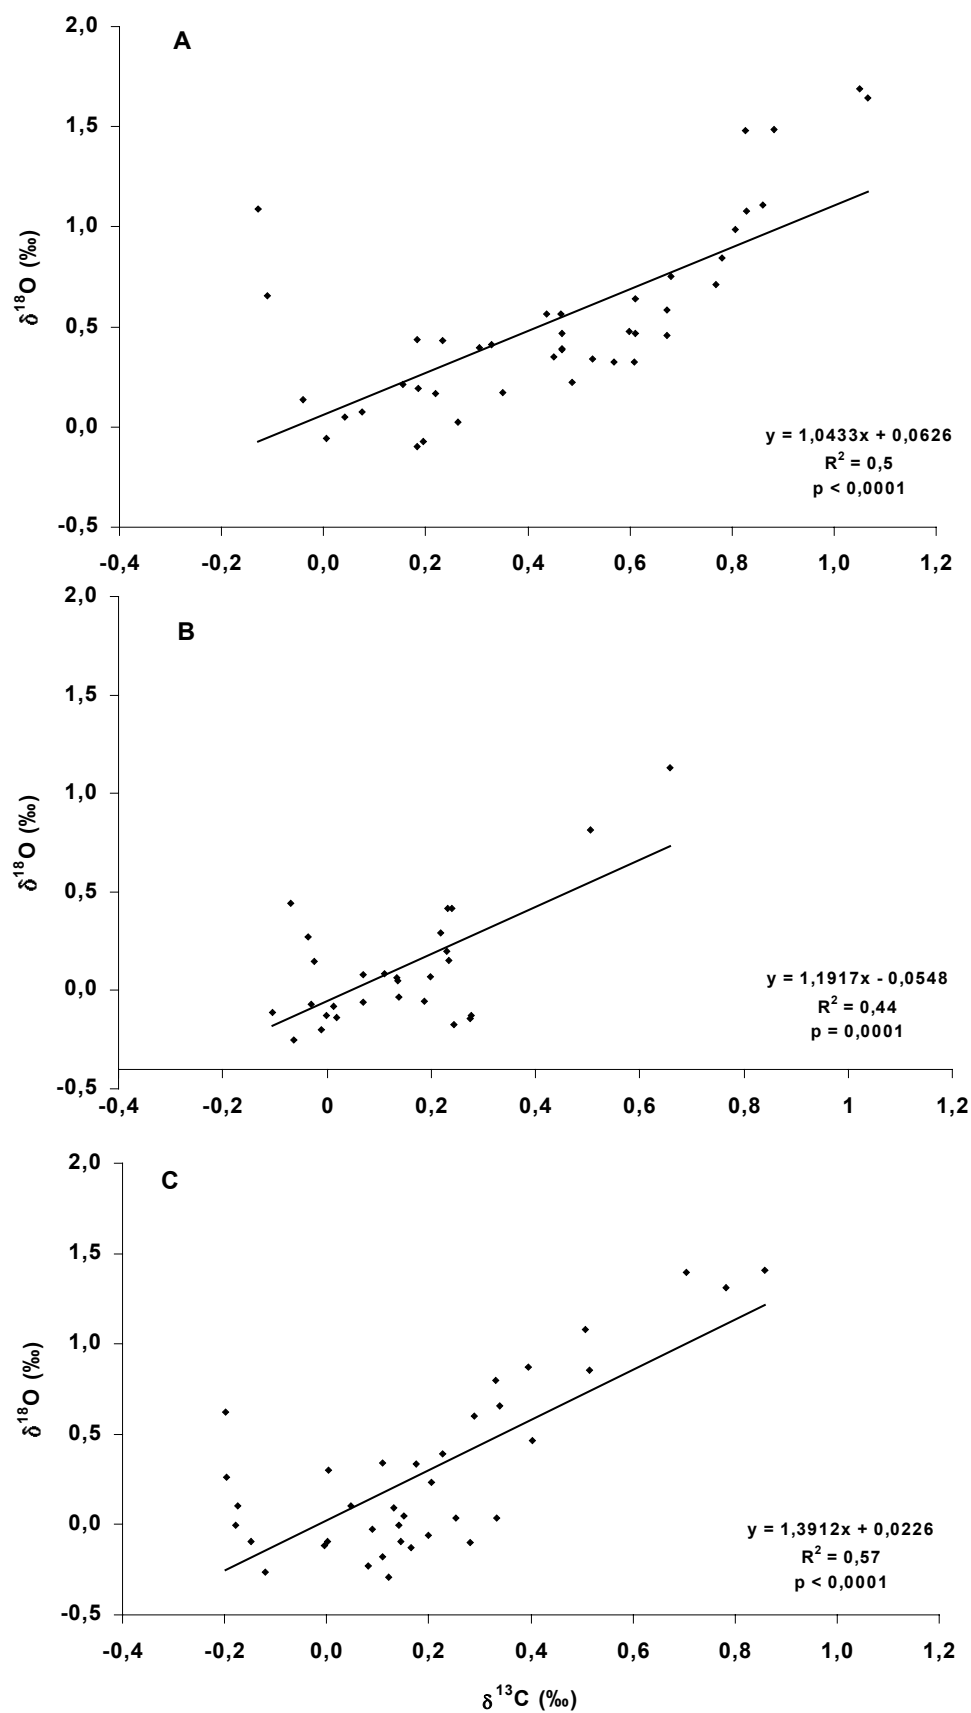 A
2,0
1,5
1,0
0,5
0,0
-0,5
δ18O (‰)
y = 1,0433x + 0,0626
R2 = 0,5
p < 0,0001
-0,4 -0,2 0,0 0,2 0,4 0,6 0,8 1,0 1,2
B
2,0
1,5
1,0
0,5
0,0
-0,5
δ18O (‰)
y = 1,1917x - 0,0548
R2 = 0,44
p = 0,0001
-0,4 -0,2 0 0,2 0,4 0,6 0,8 1 1,2
C
2,0
1,5
1,0
0,5
0,0
-0,5
δ18O (‰)
y = 1,3912x + 0,0226
R2 = 0,57
p < 0,0001
-0,4 -0,2 0,0 0,2 0,4 0,6 0,8 1,0 1,2
δ13C (‰)